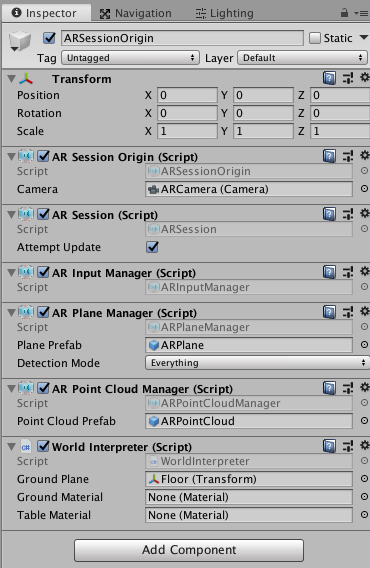 Inspector Navigation Lighting
ARSessionOrigin Static
Tag Untagged Layer Default
Transform
Position X 0 Y 0 Z 0
Rotation X 0 Y 0 Z 0
Scale X 1 Y 1 Z 1
AR Session Origin (Script)
Script ARSessionOrigin
Camera ARCamera (Camera)
AR Session (Script)
Script ARSession
Attempt Update
AR Input Manager (Script)
Script ARInputManager
AR Plane Manager (Script)
Script ARPlaneManager
Plane Prefab ARPlane
Detection Mode Everything
AR Point Cloud Manager (Script)
Script ARPointCloudManager
Point Cloud Prefab ARPointCloud
C# World Interpreter (Script)
Script WorldInterpreter
Ground Plane Floor (Transform)
Ground Material None (Material)
Table Material None (Material)
Add Component